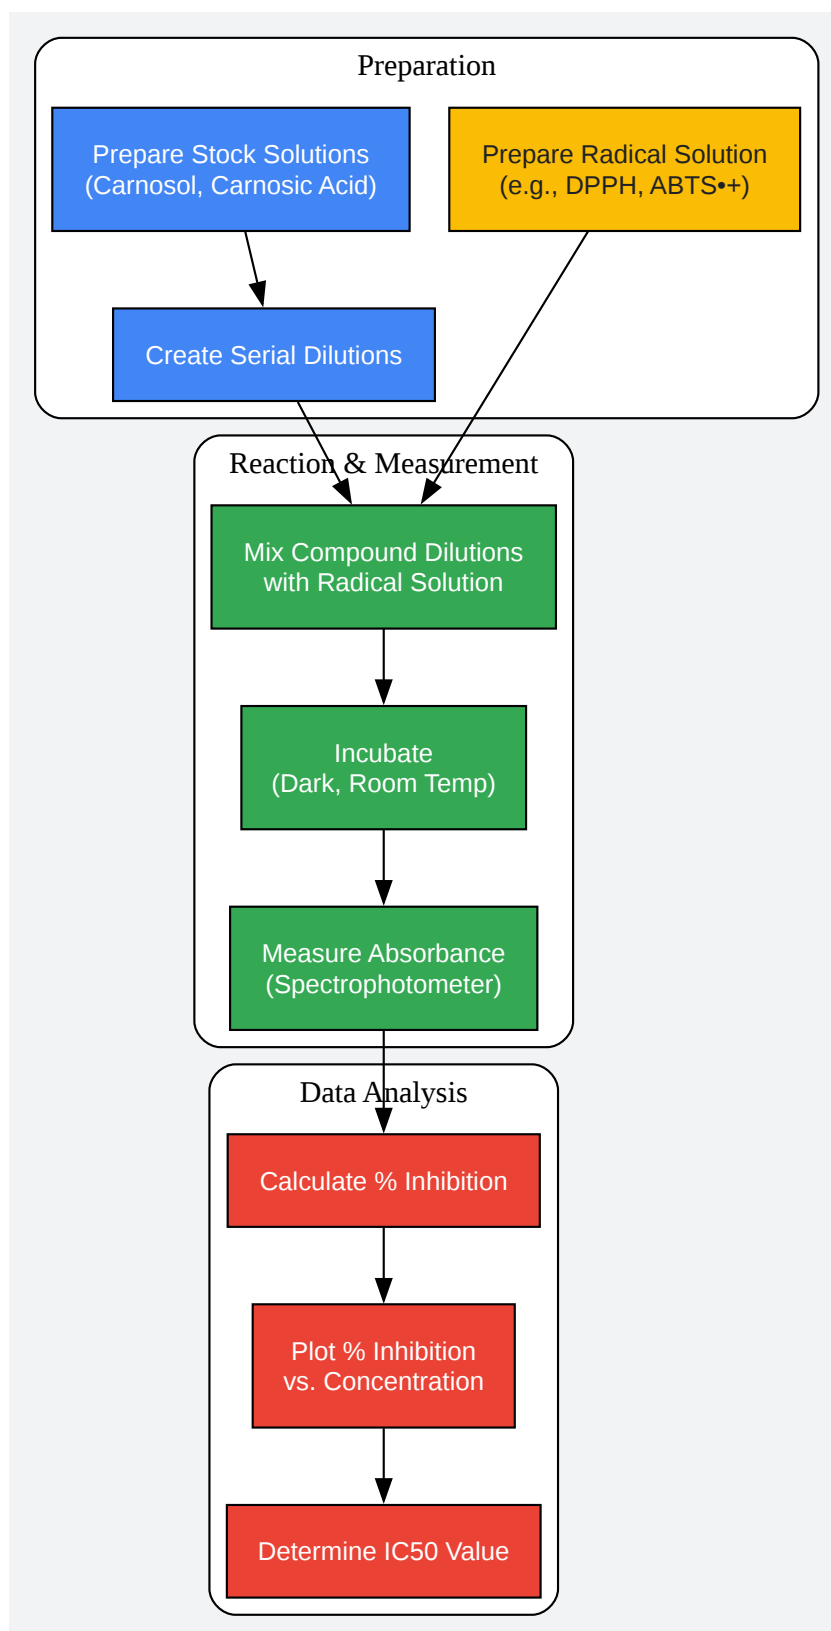 Preparation
Prepare Stock Solutions
(Carnosol, Carnosic Acid)
Prepare Radical Solution
(e.g., DPPH, ABTS•+)
Create Serial Dilutions
Reaction & Measurement
Mix Compound Dilutions
with Radical Solution
Incubate
(Dark, Room Temp)
Measure Absorbance
(Spectrophotometer)
Data Analysis
Calculate % Inhibition
Plot % Inhibition
vs. Concentration
Determine IC50 Value